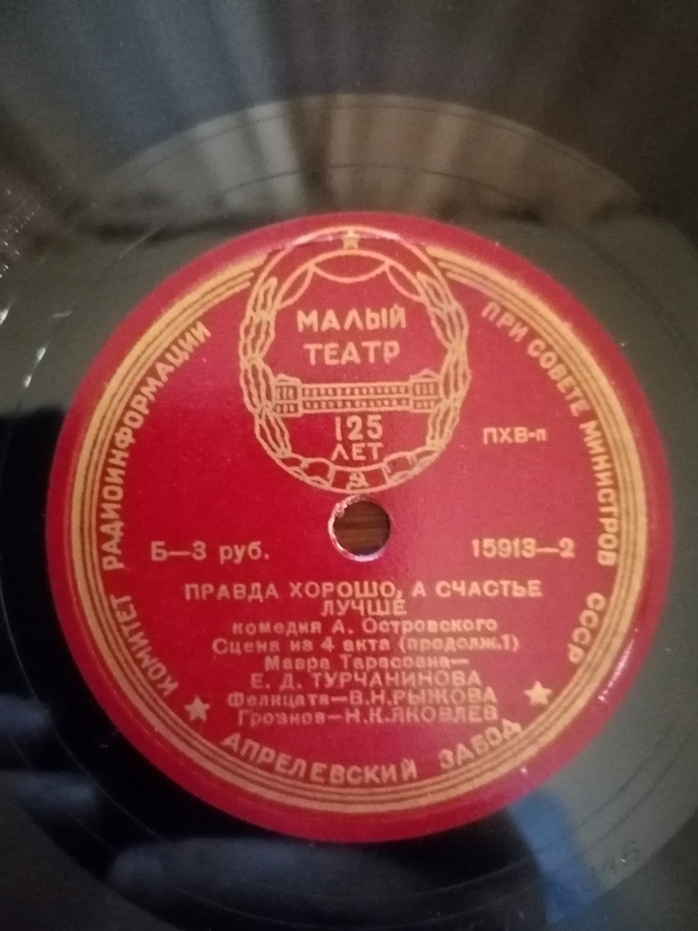 МАЛЫЙ
ТЕАТР
125
ЛЕТ
КОМИТЕТ РАДИОИНФОРМАЦИИ
ПРИ СОВЕТЕ МИНИСТРОВ СССР
ПХВ-п
Б—3 руб.
15913—2
ПРАВДА ХОРОШО, А СЧАСТЬЕ
ЛУЧШЕ
комедия А. Островского
Сцена из 4 акта (продолж.1)
Мавра Тарасовна—
Е. Д. ТУРЧАНИНОВА
Фелицата—В.Н.РЫЖОВА
Грознов—Н.К.ЯКОВЛЕВ
АПРЕЛЕВСКИЙ ЗАВОД